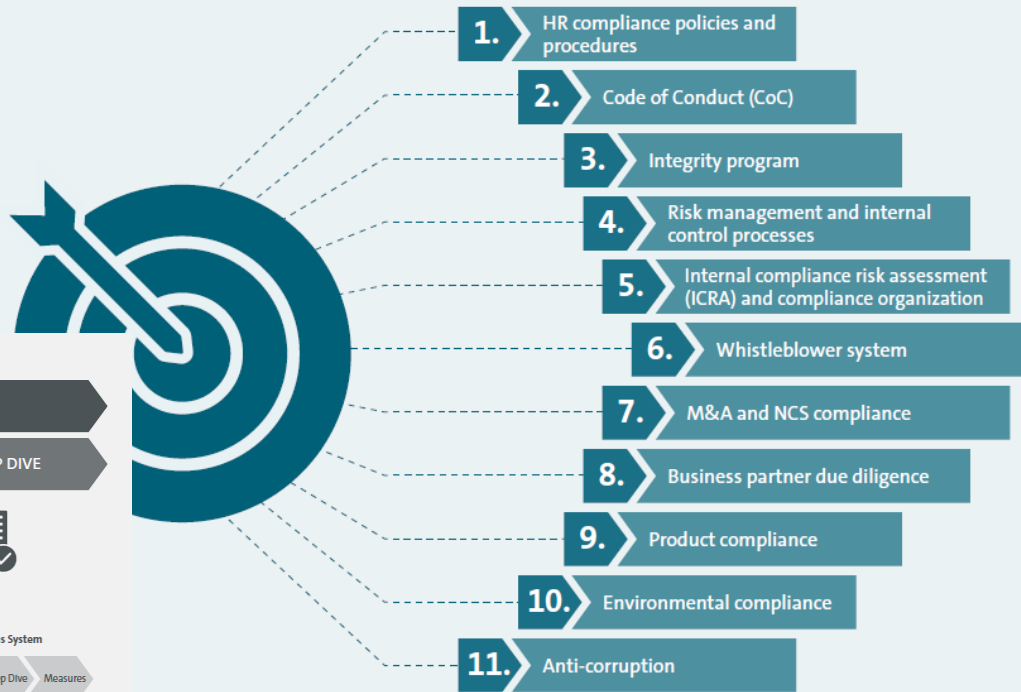 1. HR compliance policies and
procedures
2. Code of Conduct (CoC)
3. Integrity program
4. Risk management and internal
control processes
5. Internal compliance risk assessment
(ICRA) and compliance organization
6. Whistleblower system
7. M&A and NCS compliance
8. Business partner due diligence
9. Product compliance
10. Environmental compliance
11. Anti-corruption
DIVE
System
Dive Measures